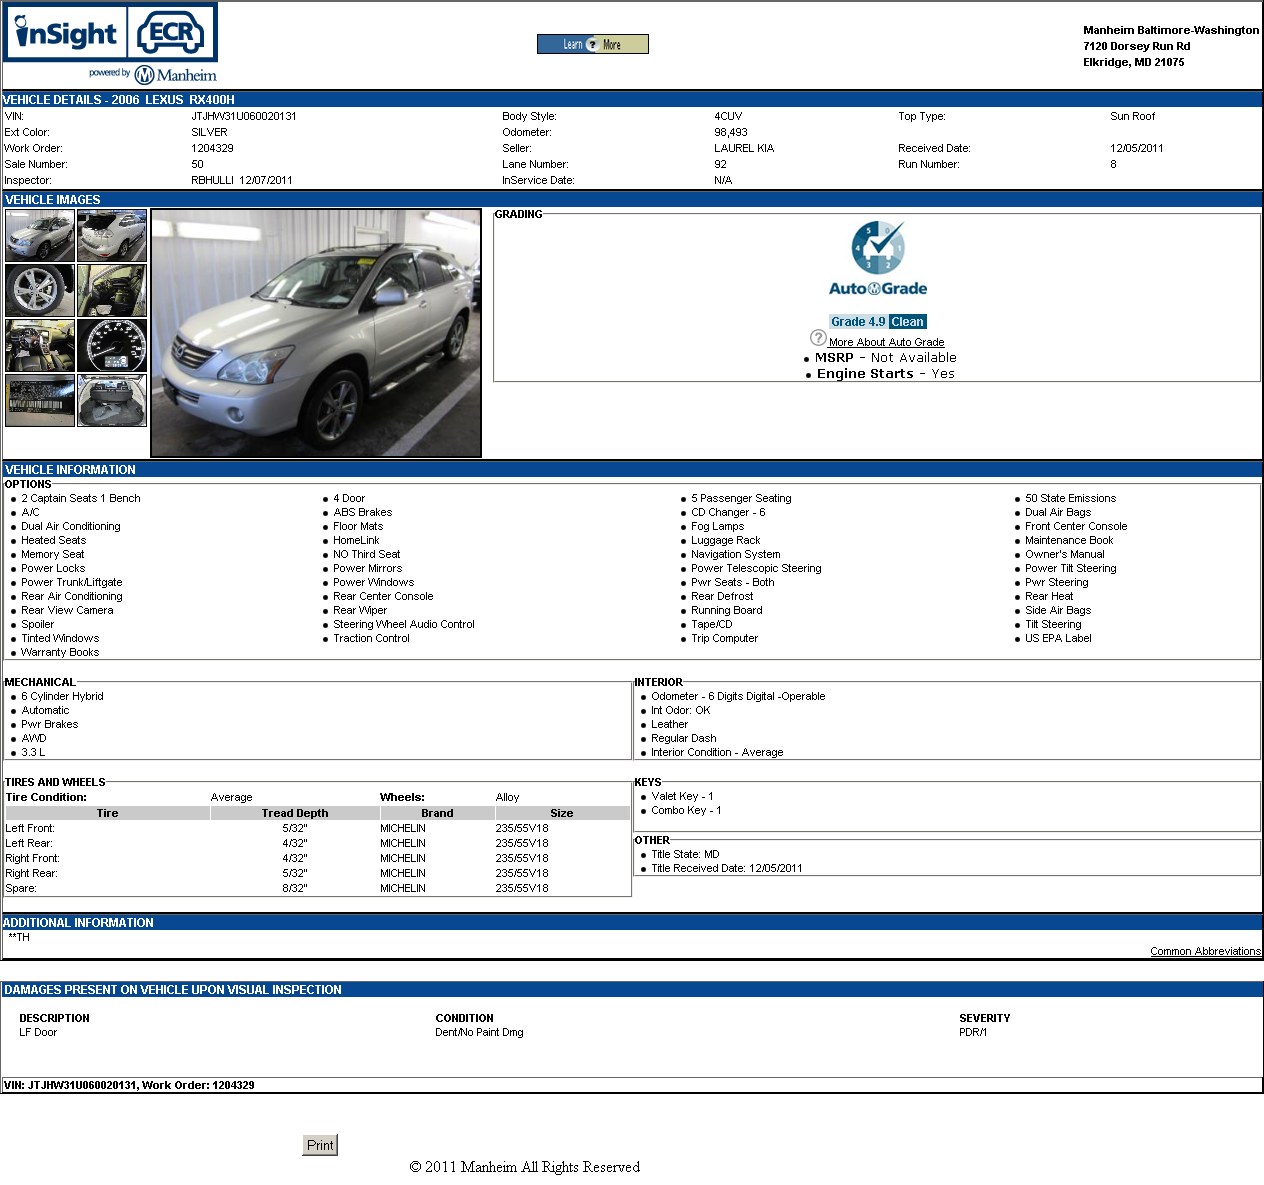 inSight ECR
powered by Manheim
Learn ? More
Manheim Baltimore-Washington
7120 Dorsey Run Rd
Elkridge, MD 21075
VEHICLE DETAILS - 2006 LEXUS RX400H
VIN: JTJHW31U060020131 Body Style: 4CUV Top Type: Sun Roof
Ext Color: SILVER Odometer: 98,493
Work Order: 1204329 Seller: LAUREL KIA Received Date: 12/05/2011
Sale Number: 50 Lane Number: 92 Run Number: 8
Inspector: RBHULLI 12/07/2011 InService Date: N/A
VEHICLE IMAGES
GRADING
5 0 4 1 3 2
Auto Grade
Grade 4.9 Clean
? More About Auto Grade
• MSRP - Not Available
• Engine Starts - Yes
VEHICLE INFORMATION
OPTIONS
• 2 Captain Seats 1 Bench • 4 Door • 5 Passenger Seating • 50 State Emissions
• A/C • ABS Brakes • CD Changer - 6 • Dual Air Bags
• Dual Air Conditioning • Floor Mats • Fog Lamps • Front Center Console
• Heated Seats • HomeLink • Luggage Rack • Maintenance Book
• Memory Seat • NO Third Seat • Navigation System • Owner's Manual
• Power Locks • Power Mirrors • Power Telescopic Steering • Power Tilt Steering
• Power Trunk/Liftgate • Power Windows • Pwr Seats - Both • Pwr Steering
• Rear Air Conditioning • Rear Center Console • Rear Defrost • Rear Heat
• Rear View Camera • Rear Wiper • Running Board • Side Air Bags
• Spoiler • Steering Wheel Audio Control • Tape/CD • Tilt Steering
• Tinted Windows • Traction Control • Trip Computer • US EPA Label
• Warranty Books
MECHANICAL
• 6 Cylinder Hybrid
• Automatic
• Pwr Brakes
• AWD
• 3.3 L
INTERIOR
• Odometer - 6 Digits Digital -Operable
• Int Odor: OK
• Leather
• Regular Dash
• Interior Condition - Average
TIRES AND WHEELS
Tire Condition: Average Wheels: Alloy
Tire Tread Depth Brand Size
Left Front: 5/32" MICHELIN 235/55V18
Left Rear: 4/32" MICHELIN 235/55V18
Right Front: 4/32" MICHELIN 235/55V18
Right Rear: 5/32" MICHELIN 235/55V18
Spare: 8/32" MICHELIN 235/55V18
KEYS
• Valet Key - 1
• Combo Key - 1
OTHER
• Title State: MD
• Title Received Date: 12/05/2011
ADDITIONAL INFORMATION
**TH
Common Abbreviations
DAMAGES PRESENT ON VEHICLE UPON VISUAL INSPECTION
DESCRIPTION CONDITION SEVERITY
LF Door Dent/No Paint Dmg PDR/1
VIN: JTJHW31U060020131, Work Order: 1204329
Print
© 2011 Manheim All Rights Reserved